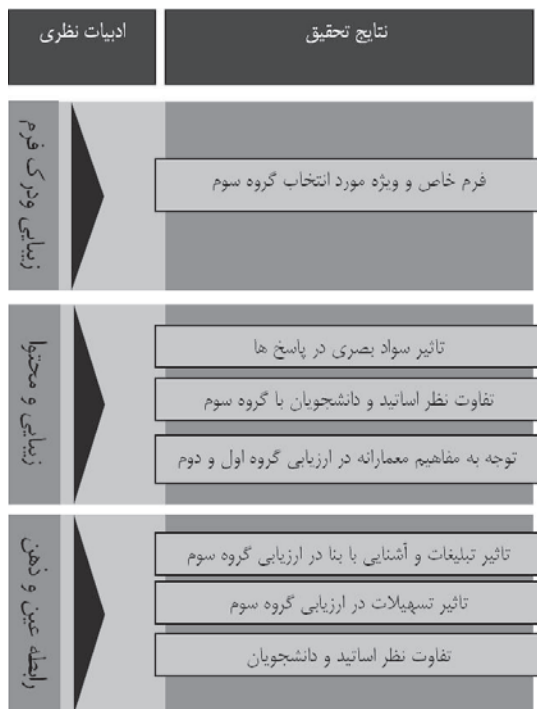 نتایج تحقیق
ادبیات نظری
فرم خاص و ویژه مورد انتخاب گروه سوم
زیبایی ودرک فرم
تاثیر سواد بصری در پاسخ ها
تفاوت نظر اساتید و دانشجویان با گروه سوم
توجه به مفاهیم معمارانه در ارزیابی گروه اول و دوم
زیبایی و محتوا
تاثیر تبلیغات و آشنایی با بنا در ارزیابی گروه سوم
تاثیر تسهیلات در ارزیابی گروه سوم
تفاوت نظر اساتید و دانشجویان
رابطه عین و ذهن